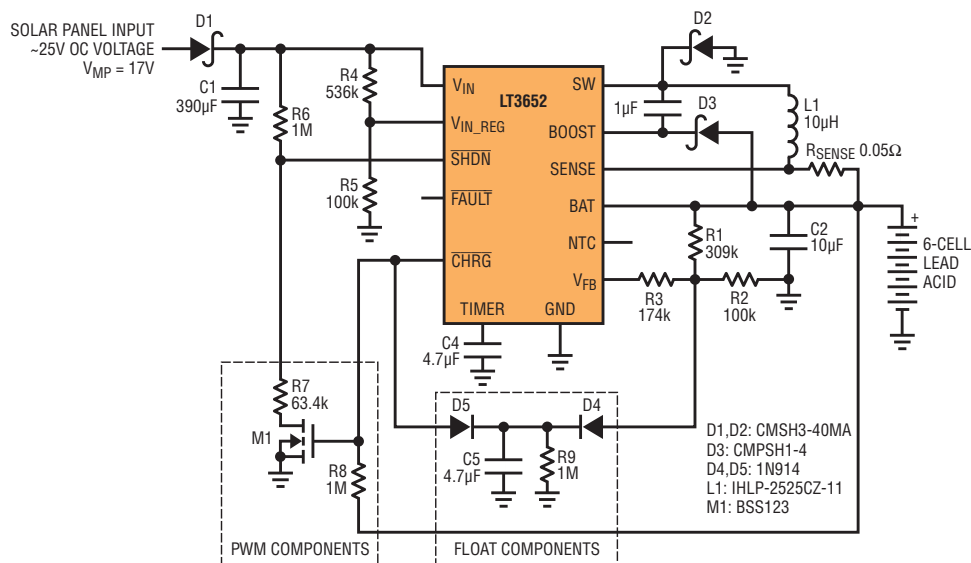 SOLAR PANEL INPUT
~25V OC VOLTAGE
VMP = 17V
D1
C1
390µF
R6
1M
R4
536k
R5
100k
VIN
VIN_REG
SHDN
FAULT
CHRG
TIMER
GND
LT3652
SW
BOOST
SENSE
BAT
NTC
VFB
D2
1µF
D3
L1
10µH
RSENSE 0.05Ω
R1
309k
C2
10µF
R3
174k
R2
100k
+
6-CELL
LEAD
ACID
C4
4.7µF
R7
63.4k
M1
R8
1M
PWM COMPONENTS
D5
D4
C5
4.7µF
R9
1M
FLOAT COMPONENTS
D1,D2: CMSH3-40MA
D3: CMPSH1-4
D4,D5: 1N914
L1: IHLP-2525CZ-11
M1: BSS123